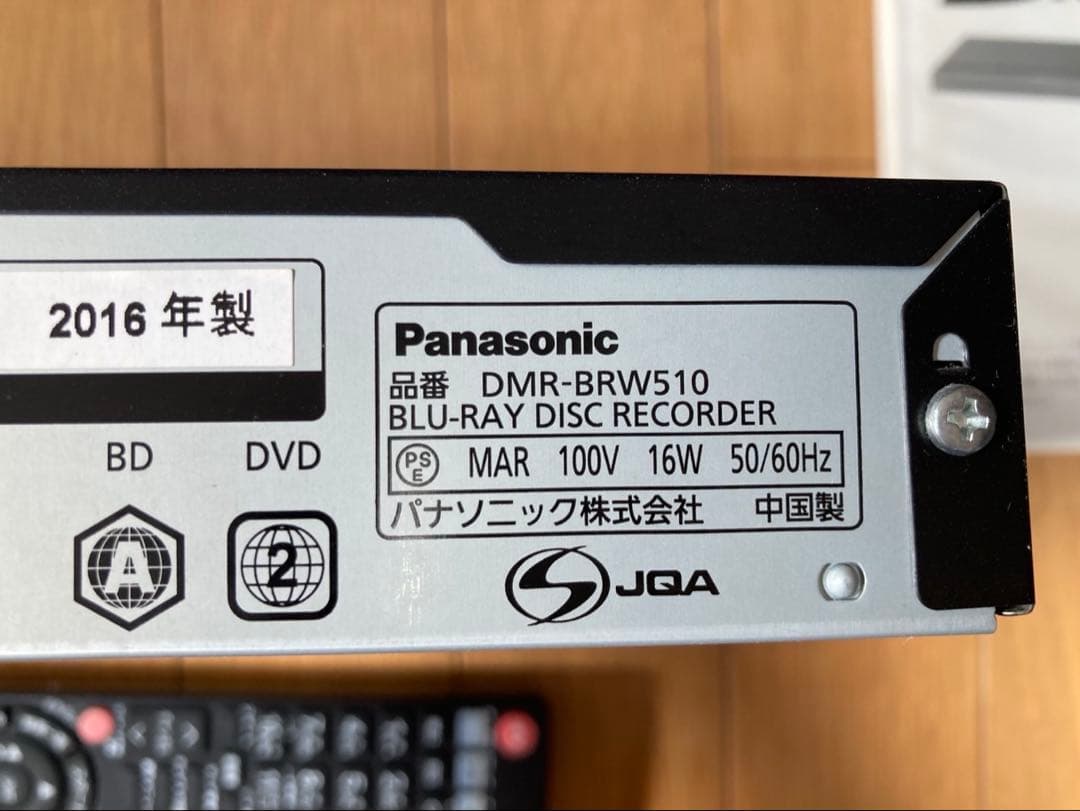 2016 年製
BD DVD
A 2
Panasonic
品番 DMR-BRW510
BLU-RAY DISC RECORDER
PSE MAR 100V 16W 50/60Hz
パナソニック株式会社 中国製
JQA